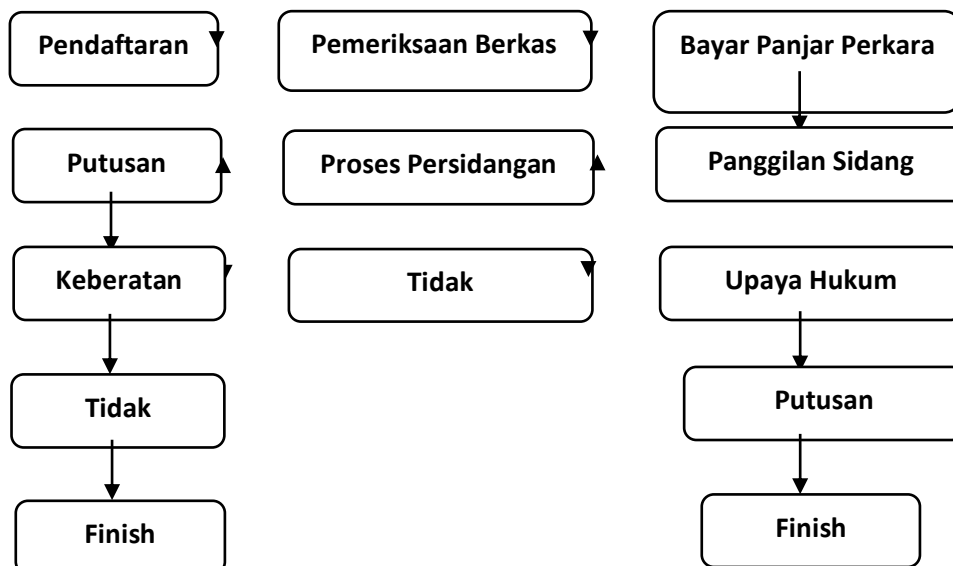 Pendaftaran
Pemeriksaan Berkas
Bayar Panjar Perkara
Putusan
Proses Persidangan
Panggilan Sidang
Keberatan
Tidak
Upaya Hukum
Tidak
Putusan
Finish
Finish